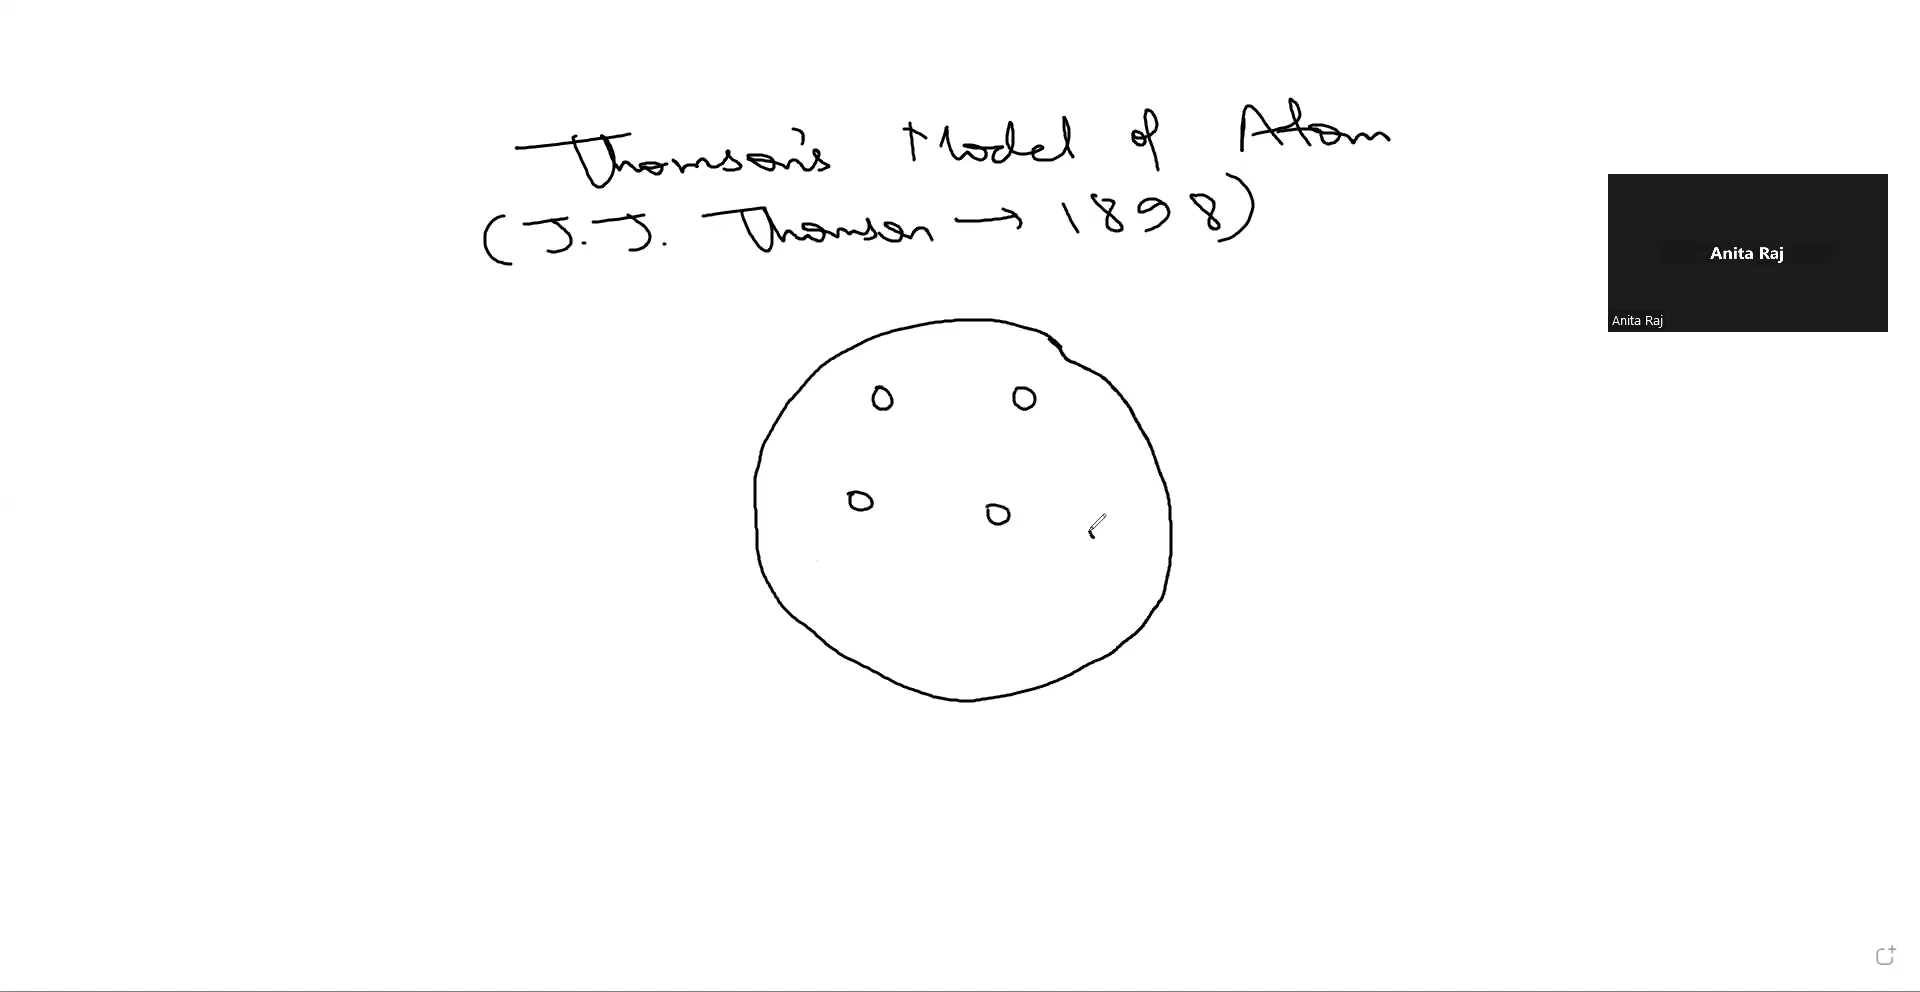 Thomson's Model of Atom
(J.J. Thomson → 1898)
Anita Raj
Anita Raj